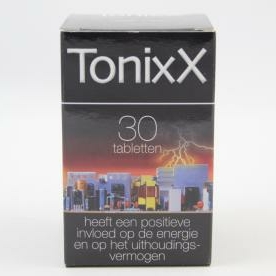 TonixX
30
tabletten
heeft een positieve
invloed op de energie
en op het uithoudings-
vermogen